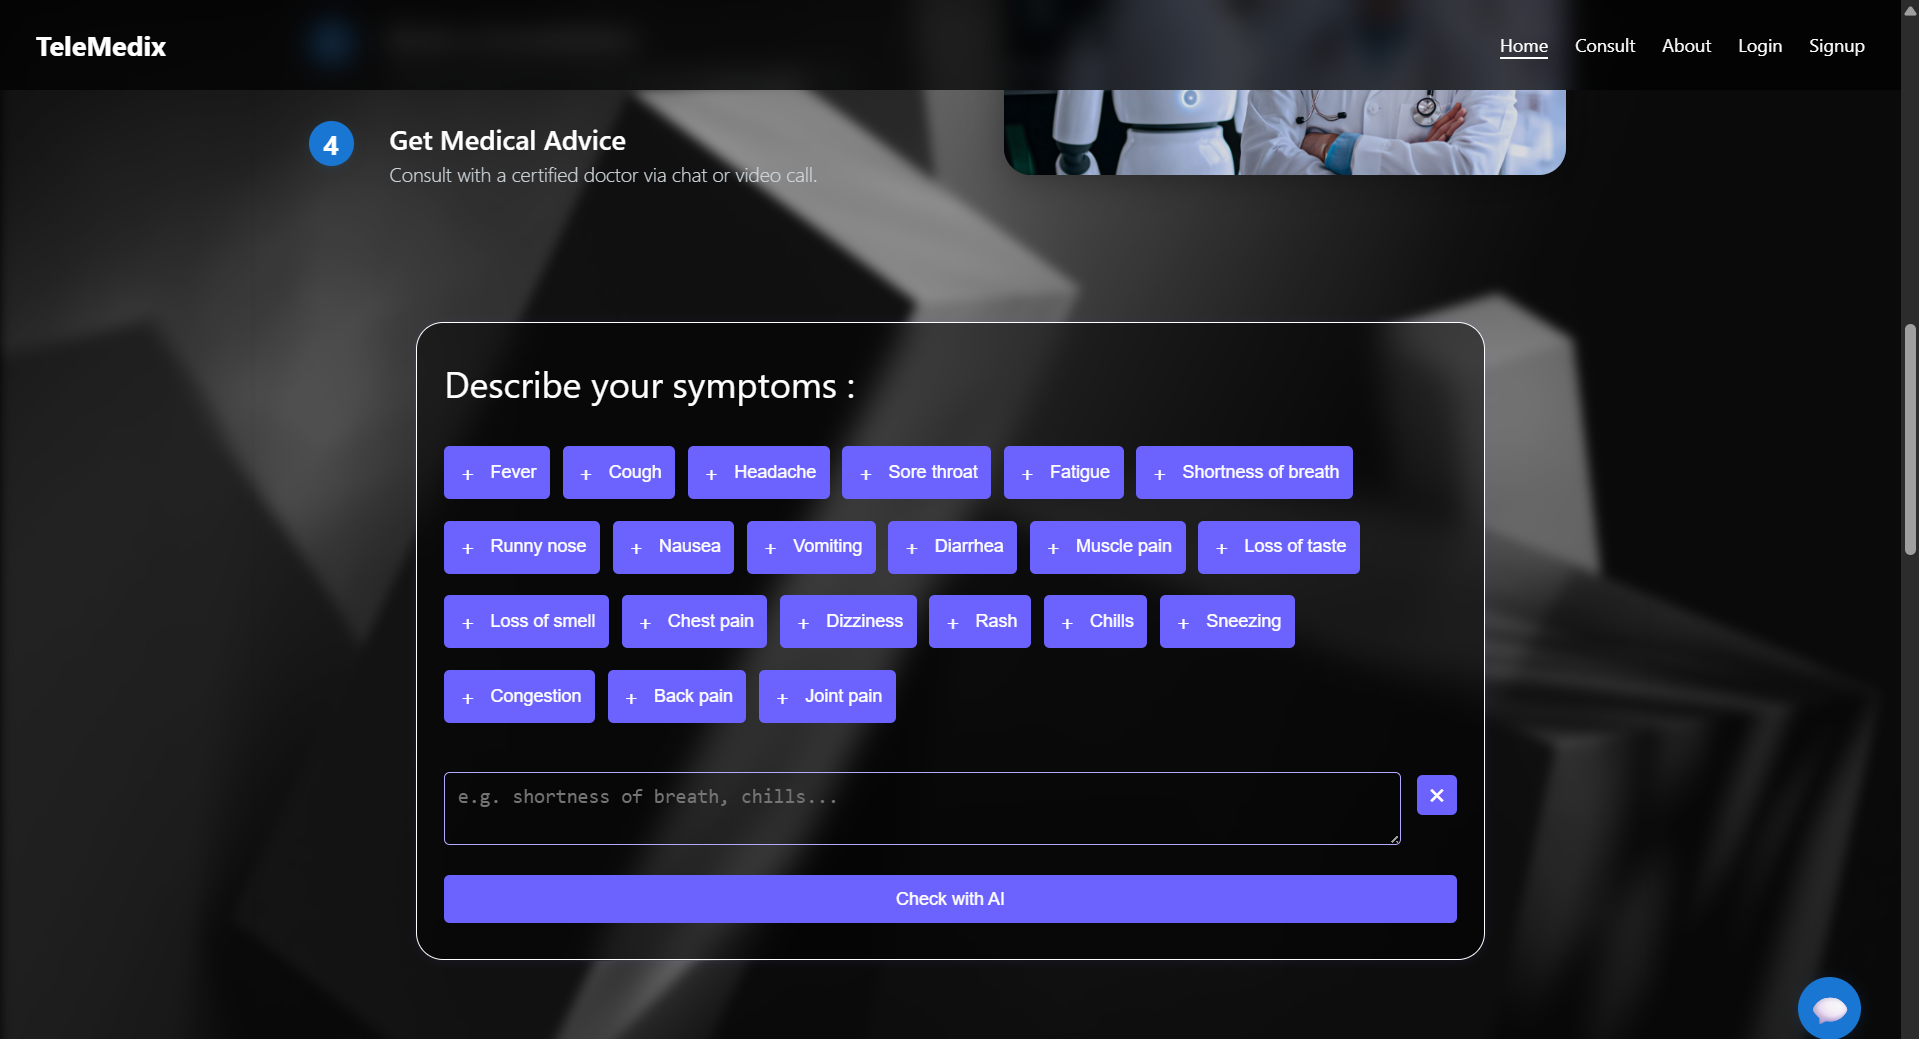 TeleMedix
Home Consult About Login Signup
4 Get Medical Advice
Consult with a certified doctor via chat or video call.
Describe your symptoms :
+ Fever + Cough + Headache + Sore throat + Fatigue + Shortness of breath
+ Runny nose + Nausea + Vomiting + Diarrhea + Muscle pain + Loss of taste
+ Loss of smell + Chest pain + Dizziness + Rash + Chills + Sneezing
+ Congestion + Back pain + Joint pain
e.g. shortness of breath, chills...
Check with AI